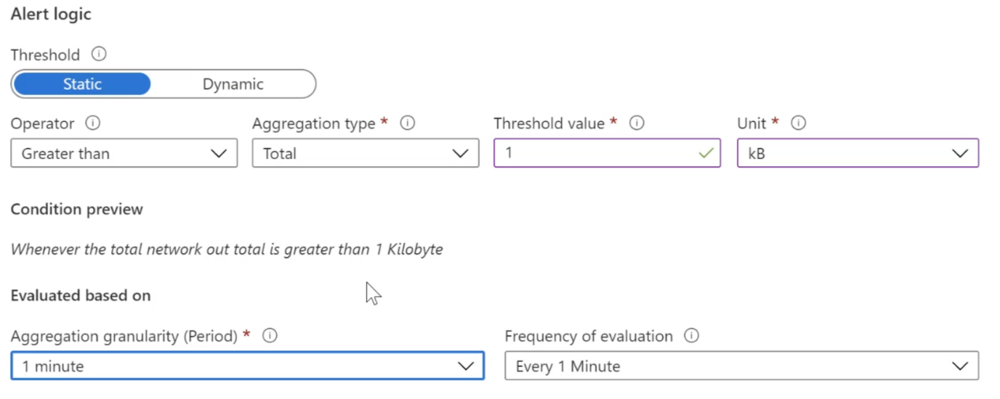 Alert logic
Threshold
Static Dynamic
Operator Aggregation type * Threshold value * Unit *
Greater than Total 1 kB
Condition preview
Whenever the total network out total is greater than 1 Kilobyte
Evaluated based on
Aggregation granularity (Period) * Frequency of evaluation
1 minute Every 1 Minute